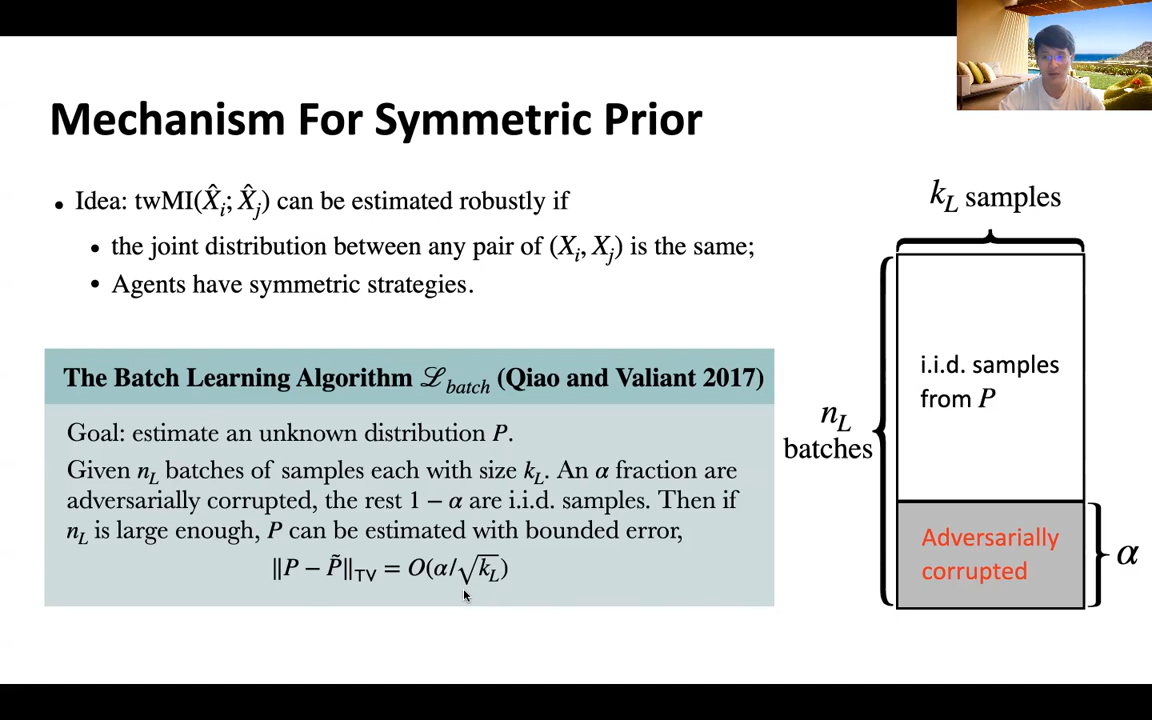 Mechanism For Symmetric Prior
• Idea: twMI(X̂ᵢ; X̂ⱼ) can be estimated robustly if
• the joint distribution between any pair of (Xᵢ, Xⱼ) is the same;
• Agents have symmetric strategies.
The Batch Learning Algorithm ℒ_batch (Qiao and Valiant 2017)
Goal: estimate an unknown distribution P.
Given n_L batches of samples each with size k_L. An α fraction are
adversarially corrupted, the rest 1 − α are i.i.d. samples. Then if
n_L is large enough, P can be estimated with bounded error,
‖P − P̃‖_TV = O(α/√k_L)
k_L samples
n_L
batches
i.i.d. samples
from P
Adversarially
corrupted
α